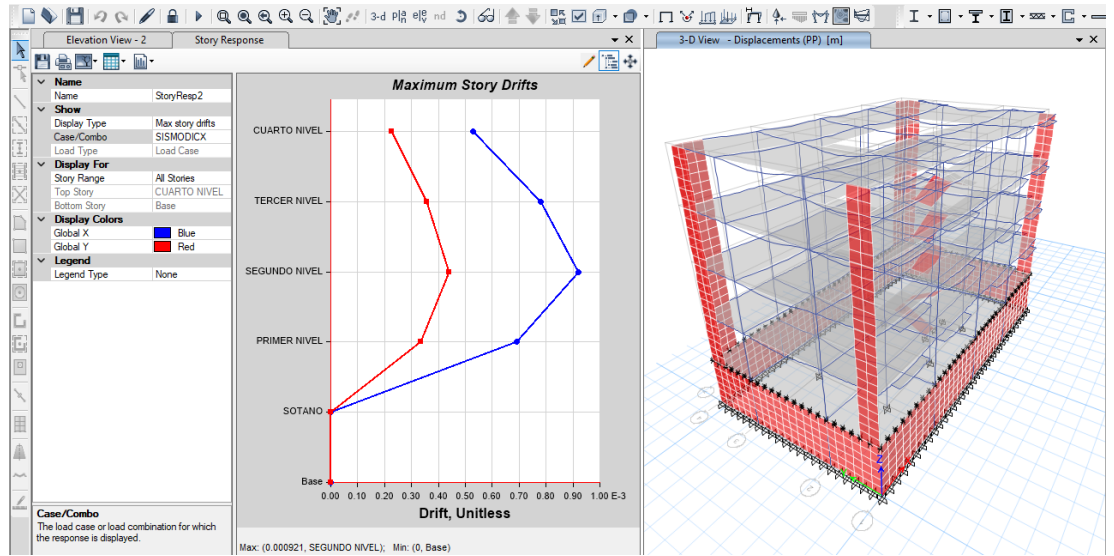 3-d
nd
Elevation View - 2
Story Response
3-D View - Displacements (PP) [m]
Name
Name StoryResp2
Show
Display Type Max story drifts
Case/Combo SISMODICX
Load Type Load Case
Display For
Story Range All Stories
Top Story CUARTO NIVEL
Bottom Story Base
Display Colors
Global X Blue
Global Y Red
Legend
Legend Type None
Case/Combo
The load case or load combination for which
the response is displayed.
Maximum Story Drifts
CUARTO NIVEL
TERCER NIVEL
SEGUNDO NIVEL
PRIMER NIVEL
SOTANO
Base
0.00 0.10 0.20 0.30 0.40 0.50 0.60 0.70 0.80 0.90 1.00 E-3
Drift, Unitless
Max: (0.000921, SEGUNDO NIVEL); Min: (0, Base)
Z